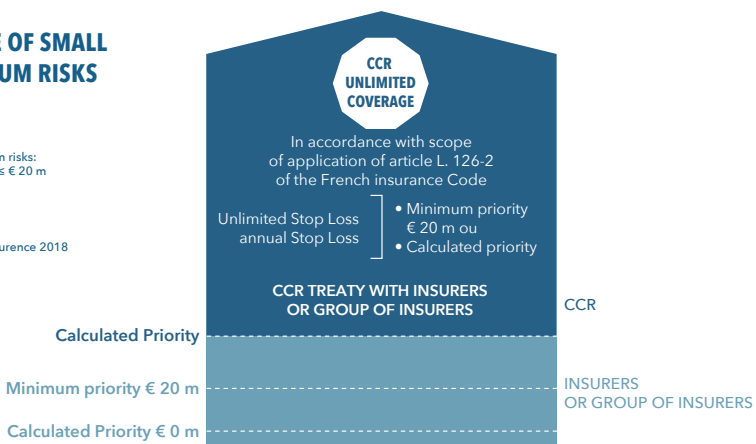 OF SMALL
UM RISKS
risks:
≤ € 20 m
2018
CCR
UNLIMITED
COVERAGE
In accordance with scope
of application of article L. 126-2
of the French insurance Code
Unlimited Stop Loss
annual Stop Loss
• Minimum priority
€ 20 m ou
• Calculated priority
CCR TREATY WITH INSURERS
OR GROUP OF INSURERS
CCR
Calculated Priority
Minimum priority € 20 m
INSURERS
OR GROUP OF INSURERS
Calculated Priority € 0 m